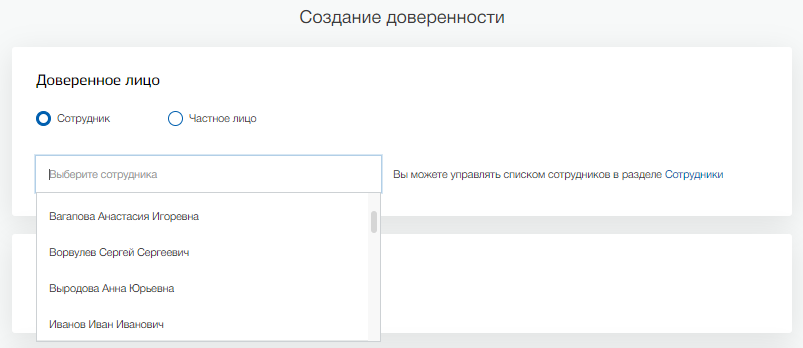 Создание доверенности
Доверенное лицо
Сотрудник Частное лицо
Выберите сотрудника Вы можете управлять списком сотрудников в разделе Сотрудники
Вагапова Анастасия Игоревна
Ворвулев Сергей Сергеевич
Выродова Анна Юрьевна
Иванов Иван Иванович